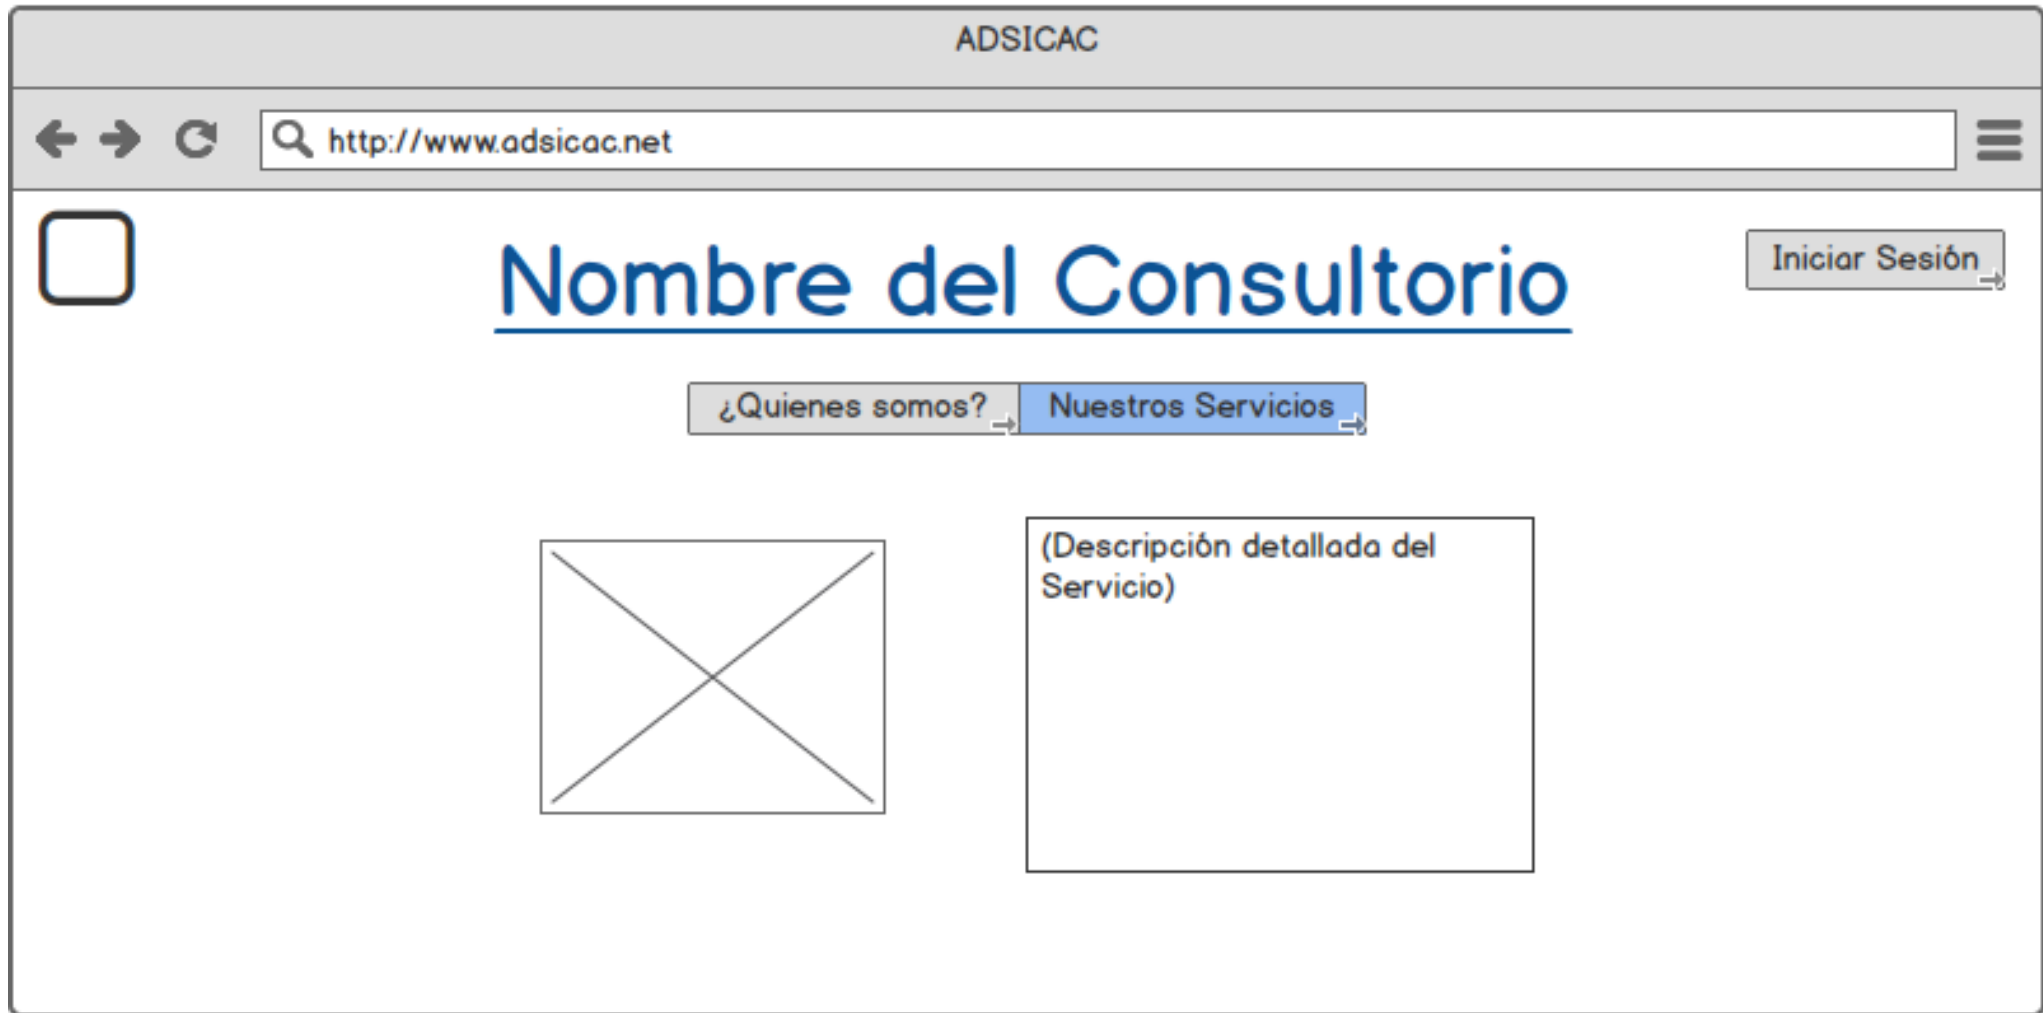 ADSICAC
http://www.adsicac.net
Nombre del Consultorio
Iniciar Sesión
¿Quienes somos?
Nuestros Servicios
(Descripción detallada del
Servicio)